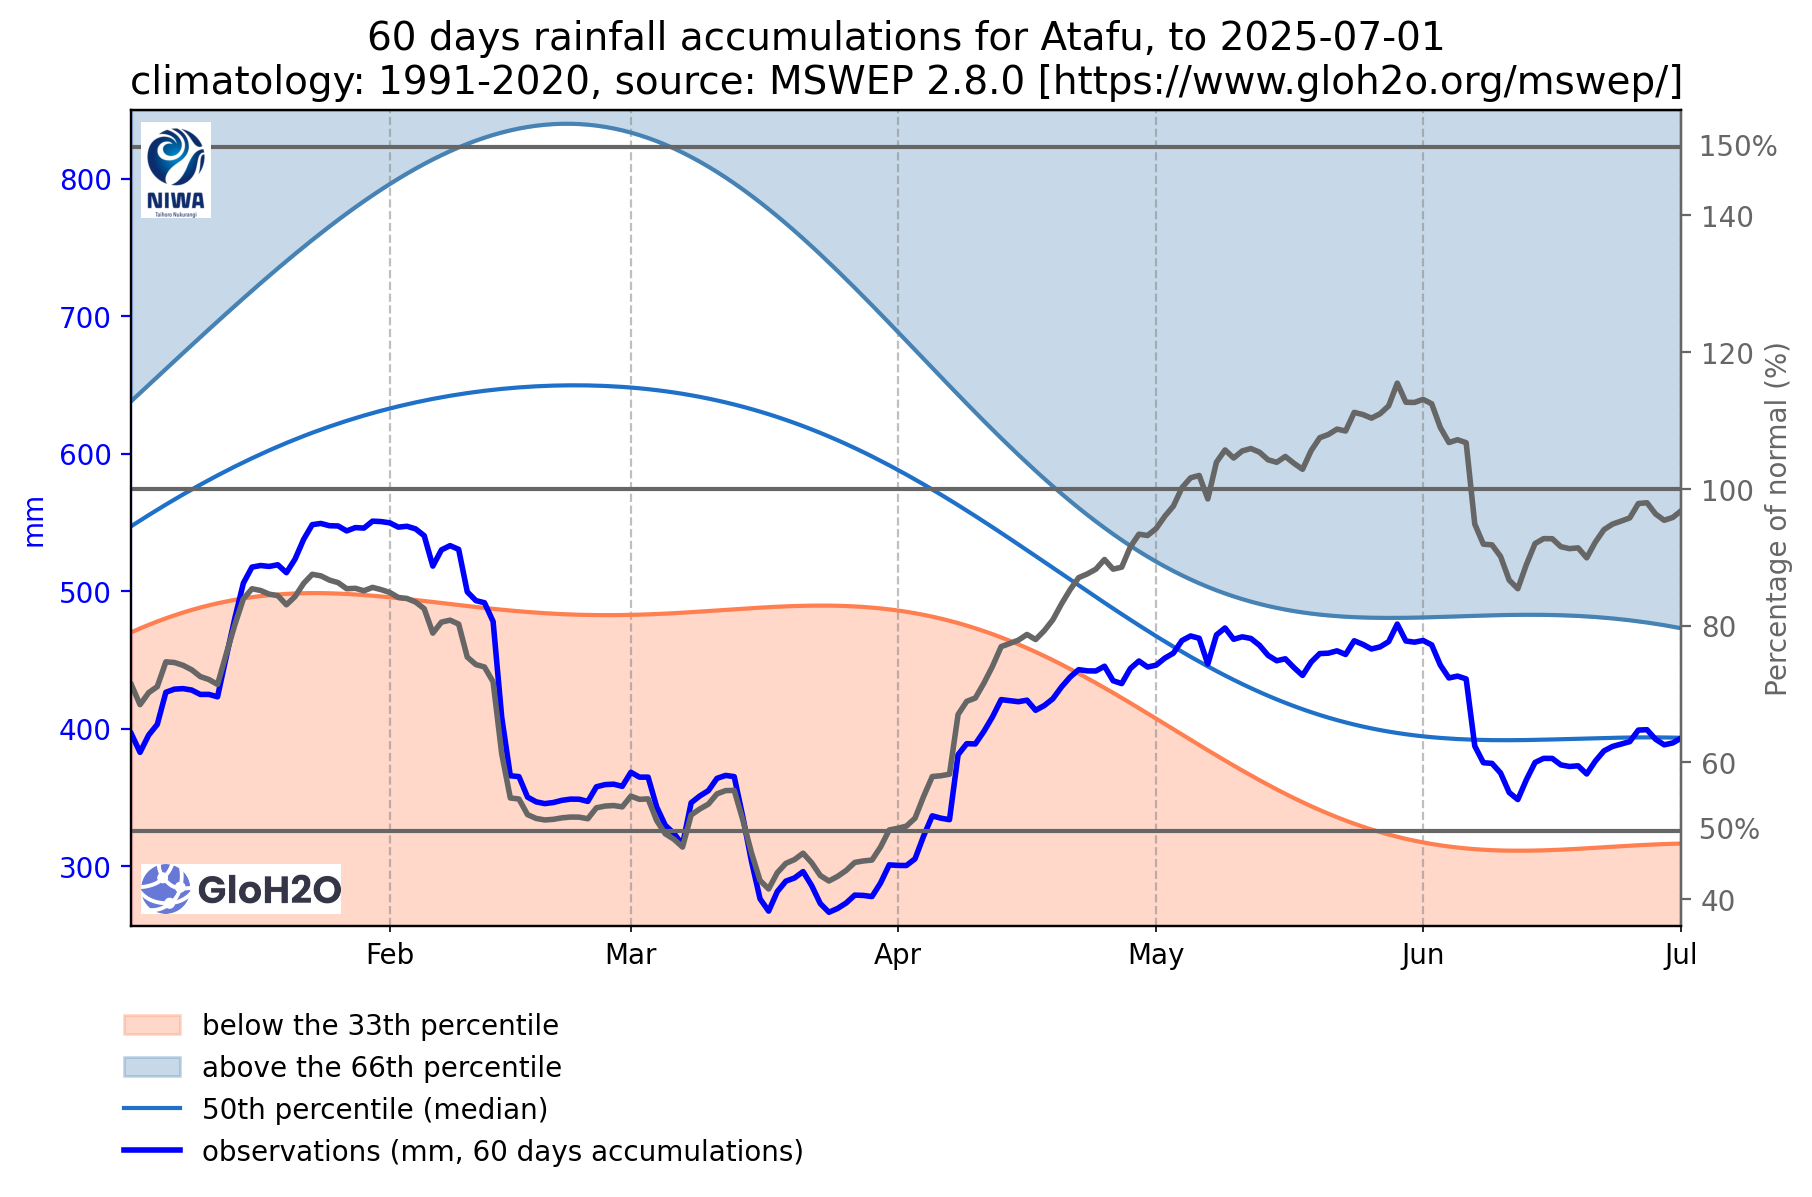 60 days rainfall accumulations for Atafu, to 2025-07-01
climatology: 1991-2020, source: MSWEP 2.8.0 [https://www.gloh2o.org/mswep/]
NIWA
Taihoro Nukurangi
800
700
600
500
400
300
mm
150%
140
120
100
80
60
50%
40
Percentage of normal (%)
GloH2O
Feb
Mar
Apr
May
Jun
Jul
below the 33th percentile
above the 66th percentile
50th percentile (median)
observations (mm, 60 days accumulations)